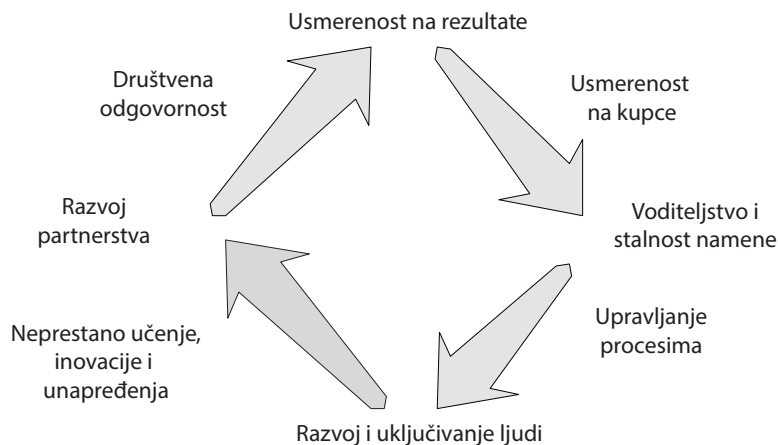 Usmerenost na rezultate
Usmerenost
na kupce
Voditeljstvo i
stalnost namene
Upravljanje
procesima
Razvoj i uključivanje ljudi
Neprestano učenje,
inovacije i
unapređenja
Razvoj
partnerstva
Društvena
odgovornost